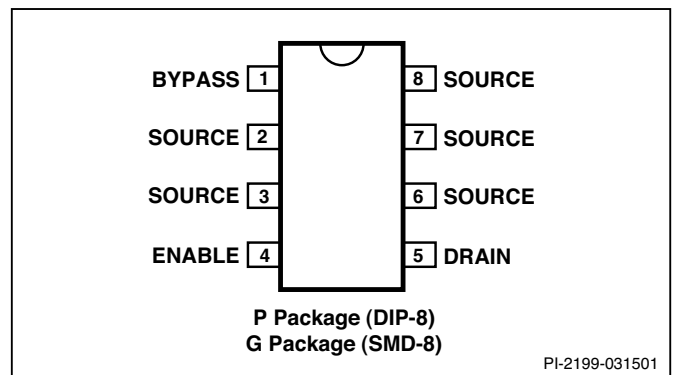 BYPASS 1 8 SOURCE
SOURCE 2 7 SOURCE
SOURCE 3 6 SOURCE
ENABLE 4 5 DRAIN
P Package (DIP-8)
G Package (SMD-8)
PI-2199-031501